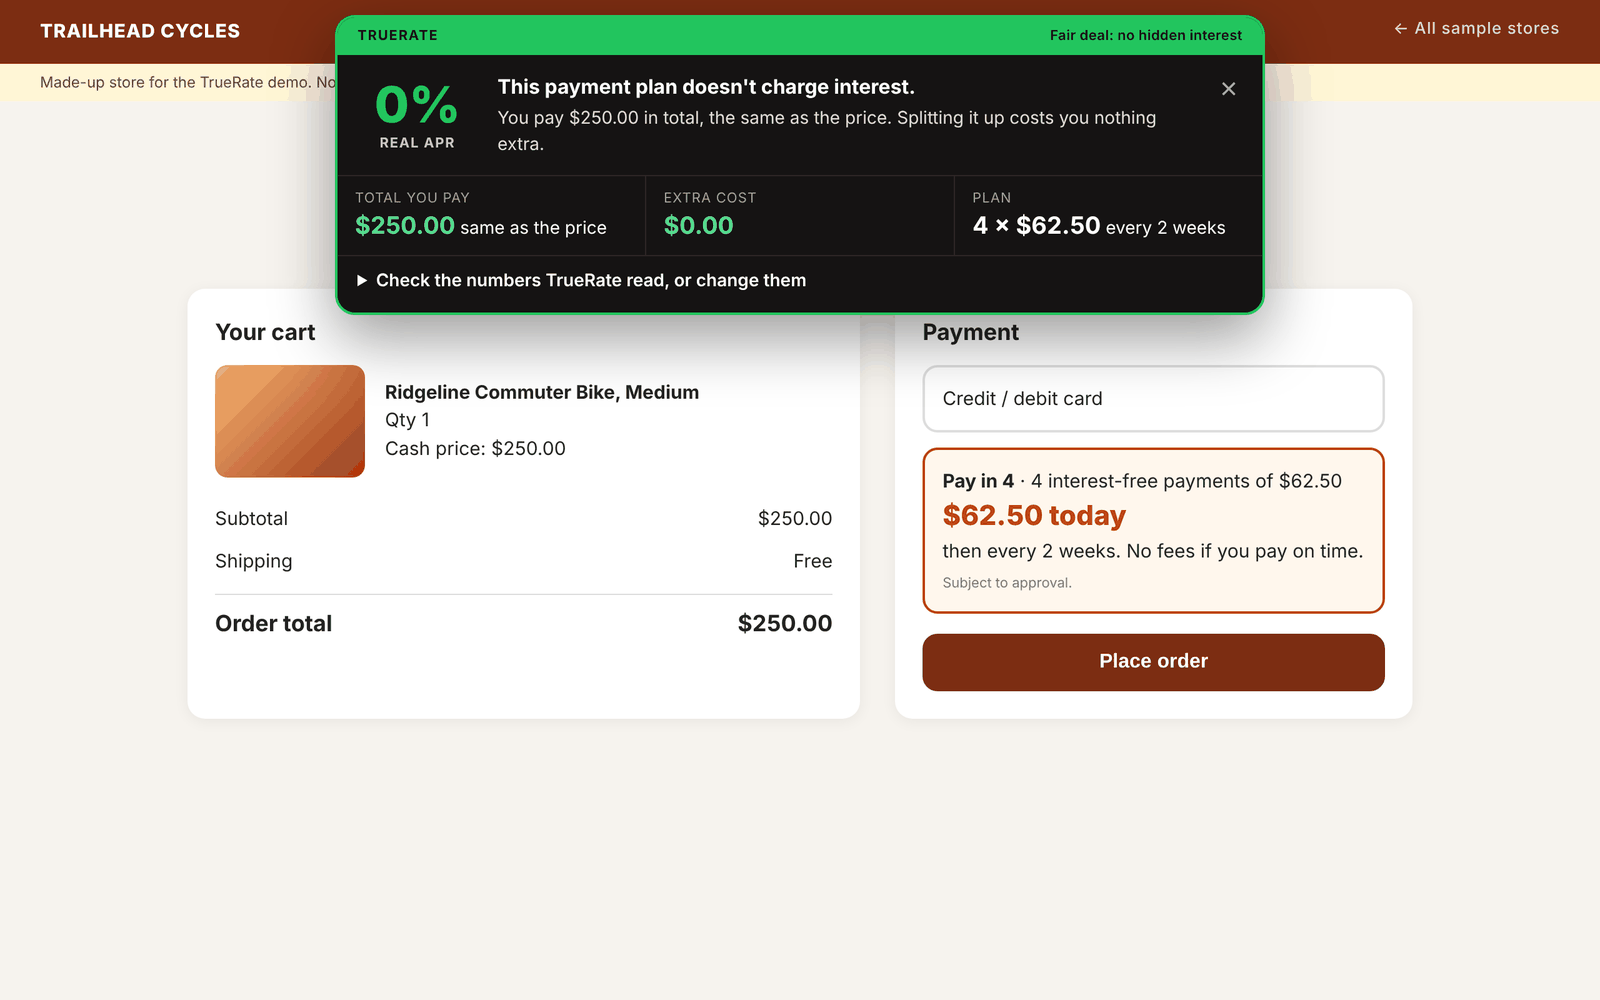 TRAILHEAD CYCLES
← All sample stores
Made-up store for the TrueRate demo. No
TRUERATE
Fair deal: no hidden interest
0%
REAL APR
This payment plan doesn't charge interest.
You pay $250.00 in total, the same as the price. Splitting it up costs you nothing
extra.
×
TOTAL YOU PAY
$250.00 same as the price
EXTRA COST
$0.00
PLAN
4 × $62.50 every 2 weeks
▶ Check the numbers TrueRate read, or change them
Your cart
Ridgeline Commuter Bike, Medium
Qty 1
Cash price: $250.00
Subtotal $250.00
Shipping Free
Order total $250.00
Payment
Credit / debit card
Pay in 4 · 4 interest-free payments of $62.50
$62.50 today
then every 2 weeks. No fees if you pay on time.
Subject to approval.
Place order